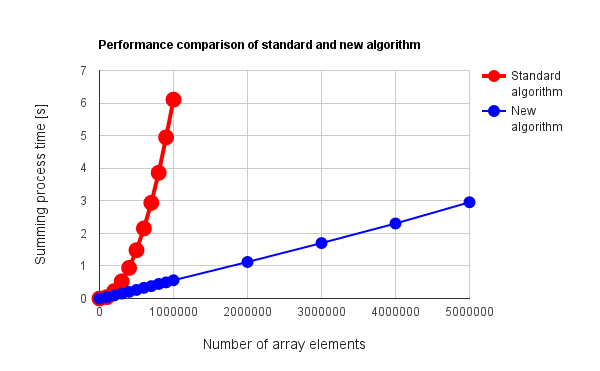 Performance comparison of standard and new algorithm
7
6
5
4
3
2
1
0
Summing process time [s]
0 1000000 2000000 3000000 4000000 5000000
Number of array elements
Standard
algorithm
New
algorithm